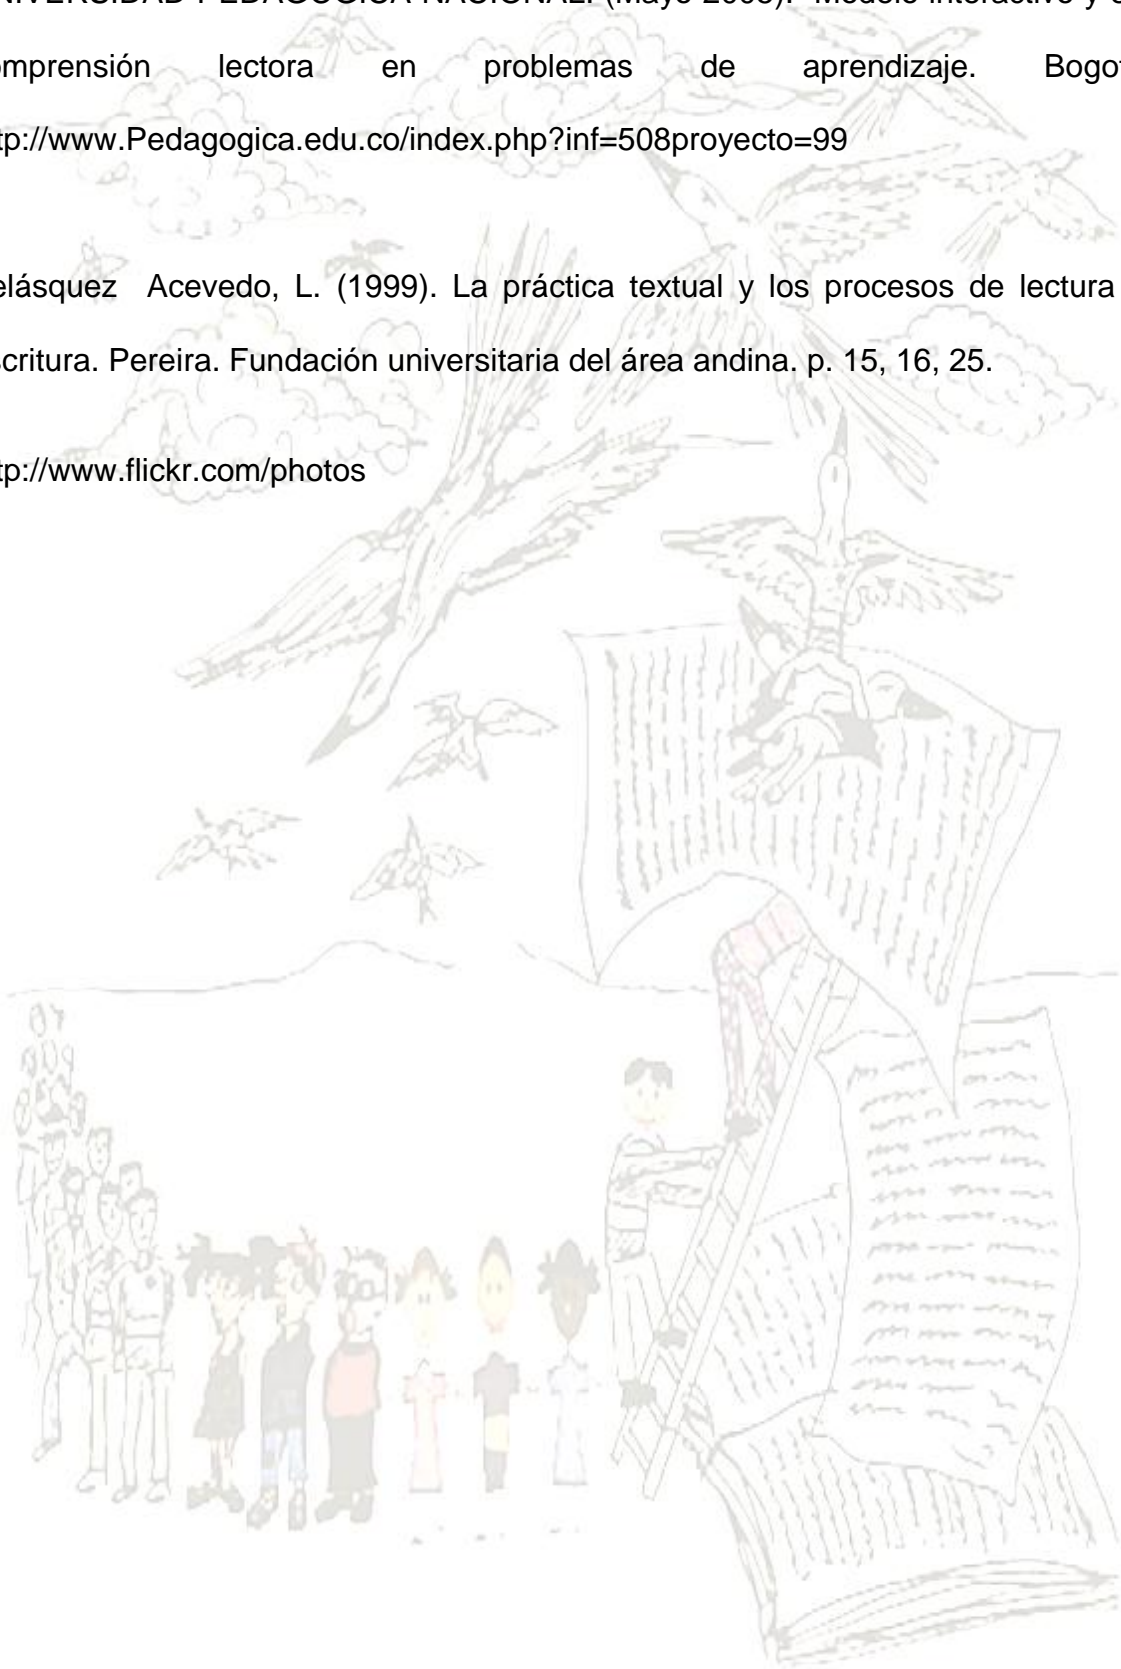 omprensión lectora en problemas de aprendizaje. Bogot
tp://www.Pedagogica.edu.co/index.php?inf=508proyecto=99
elásquez Acevedo, L. (1999). La práctica textual y los procesos de lectura
critura. Pereira. Fundación universitaria del área andina. p. 15, 16, 25.
tp://www.flickr.com/photos